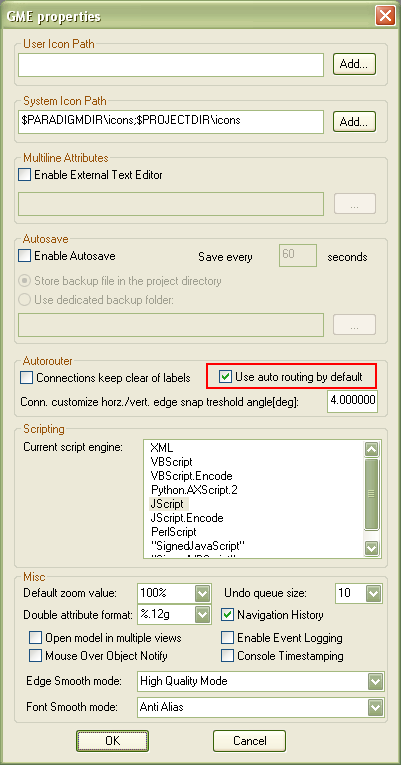 GME properties
User Icon Path
Add...
System Icon Path
$PARADIGMDIR\icons;$PROJECTDIR\icons
Add...
Multiline Attributes
Enable External Text Editor
...
Autosave
Enable Autosave Save every 60 seconds
Store backup file in the project directory
Use dedicated backup folder:
...
Autorouter
Connections keep clear of labels Use auto routing by default
Conn. customize horz./vert. edge snap treshold angle[deg]: 4.000000
Scripting
Current script engine:
XML
VBScript
VBScript.Encode
Python.AXScript.2
JScript
JScript.Encode
PerlScript
"SignedJavaScript"
Misc
Default zoom value: 100% Undo queue size: 10
Double attribute format: %.12g Navigation History
Open model in multiple views Enable Event Logging
Mouse Over Object Notify Console Timestamping
Edge Smooth mode: High Quality Mode
Font Smooth mode: Anti Alias
OK Cancel